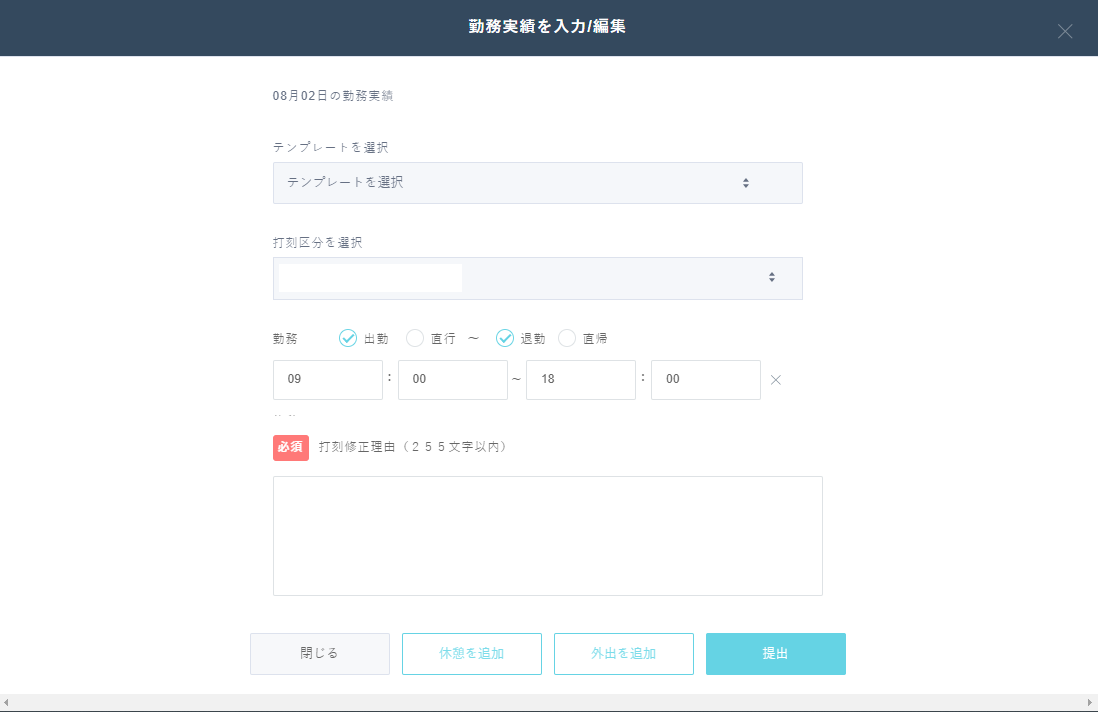 勤務実績を入力/編集
08月02日の勤務実績
テンプレートを選択
テンプレートを選択
打刻区分を選択
勤務 出勤 直行 ～ 退勤 直帰
09 : 00 ~ 18 : 00
必須 打刻修正理由（２５５文字以内）
閉じる 休憩を追加 外出を追加 提出